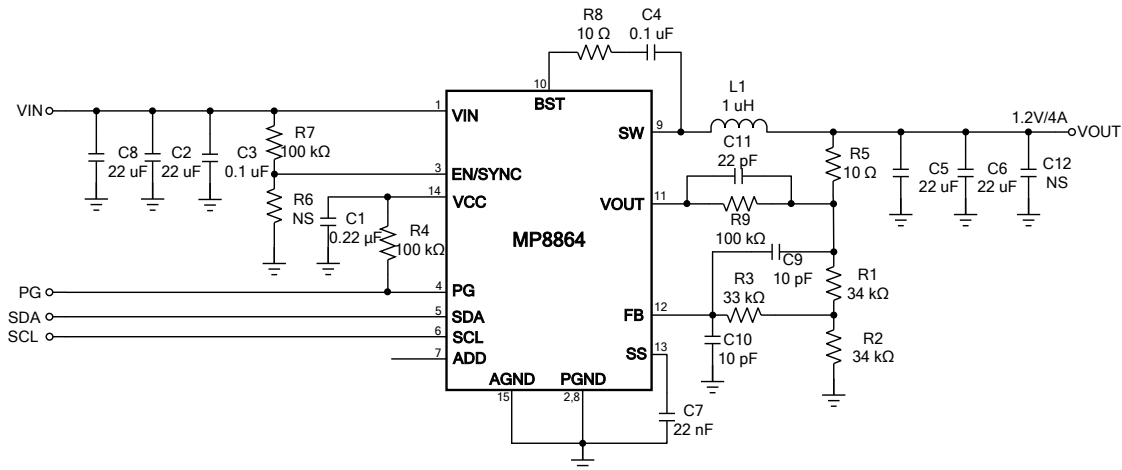 R8
10 Ω
C4
0.1 uF
10
BST
VIN
1
VIN
C8
22 uF
C2
22 uF
C3
0.1 uF
R7
100 kΩ
3
EN/SYNC
R6
NS
14
VCC
C1
0.22 µF
R4
100 kΩ
PG
4
PG
SDA
5
SDA
SCL
6
SCL
7
ADD
MP8864
AGND
15
PGND
2,8
SW
9
L1
1 uH
1.2V/4A
VOUT
C11
22 pF
R5
10 Ω
C5
22 uF
C6
22 uF
C12
NS
VOUT
11
R9
100 kΩ
C9
10 pF
R1
34 kΩ
FB
12
R3
33 kΩ
C10
10 pF
R2
34 kΩ
SS
13
C7
22 nF